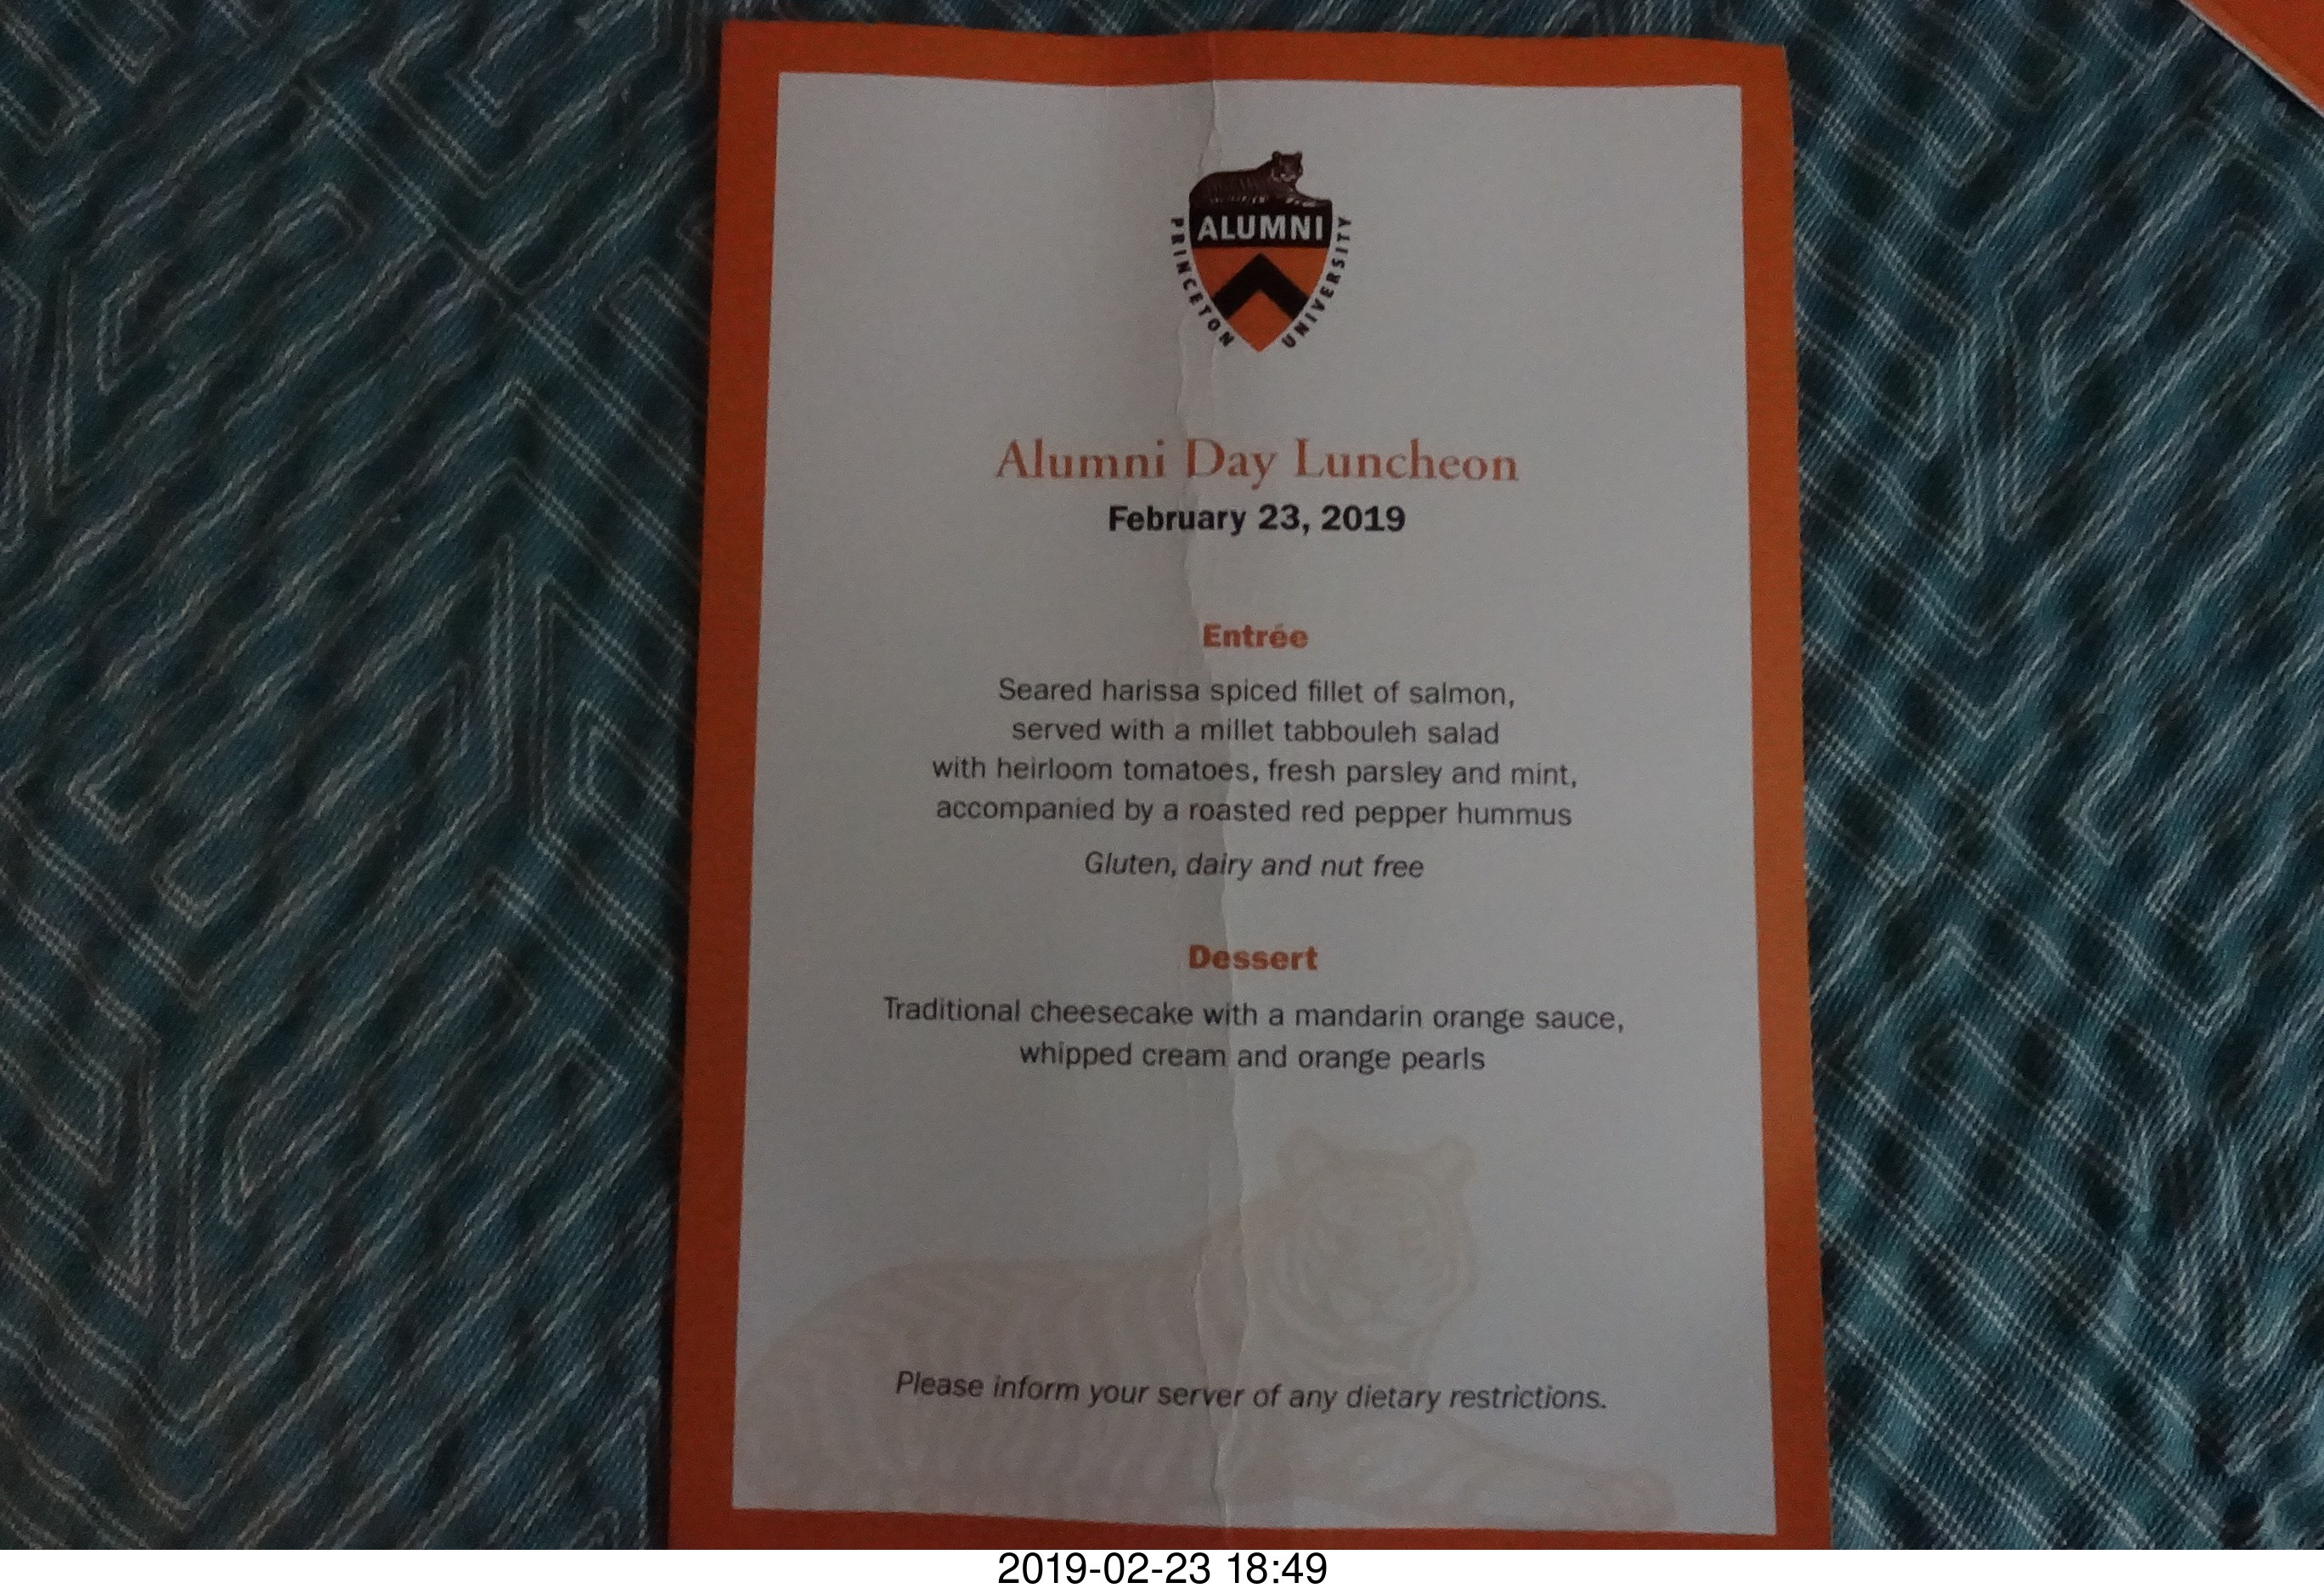 ALUMNI
PRINCETON UNIVERSITY
Alumni Day Luncheon
February 23, 2019
Entrée
Seared harissa spiced fillet of salmon,
served with a millet tabbouleh salad
with heirloom tomatoes, fresh parsley and mint,
accompanied by a roasted red pepper hummus
Gluten, dairy and nut free
Dessert
Traditional cheesecake with a mandarin orange sauce,
whipped cream and orange pearls
Please inform your server of any dietary restrictions.
2019-02-23 18:49